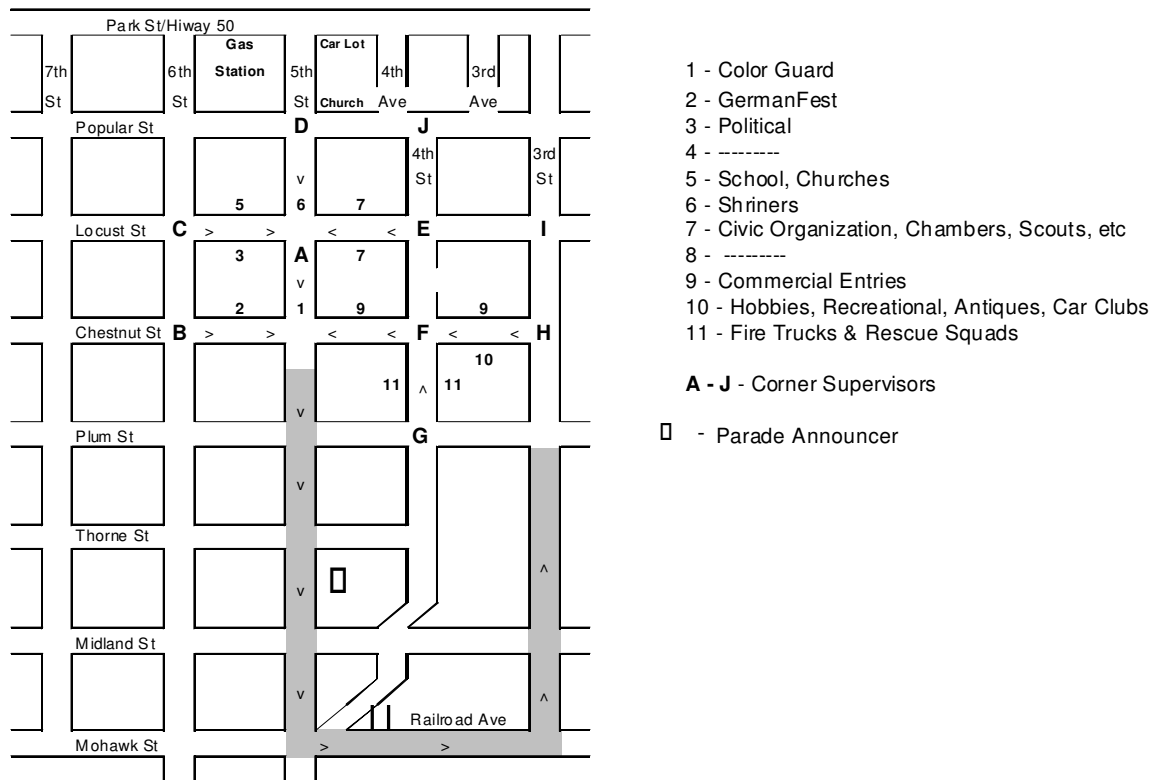 Park St/Hiway 50
Gas Car Lot
7th 6th Station 5th 4th 3rd
St St St Church Ave Ave
Popular St D J
4th 3rd
v St St
5 6 7
Locust St C > > < < E I
3 A 7
v
2 1 9 9
Chestnut St B > > < < F < < H
10
11 ^ 11
v
Plum St G
v
Thorne St
^
v
Midland St
v ^
Railroad Ave
Mohawk St > >
1 - Color Guard
2 - GermanFest
3 - Political
4 - ---------
5 - School, Churches
6 - Shriners
7 - Civic Organization, Chambers, Scouts, etc
8 - ---------
9 - Commercial Entries
10 - Hobbies, Recreational, Antiques, Car Clubs
11 - Fire Trucks & Rescue Squads
A - J - Corner Supervisors
- Parade Announcer